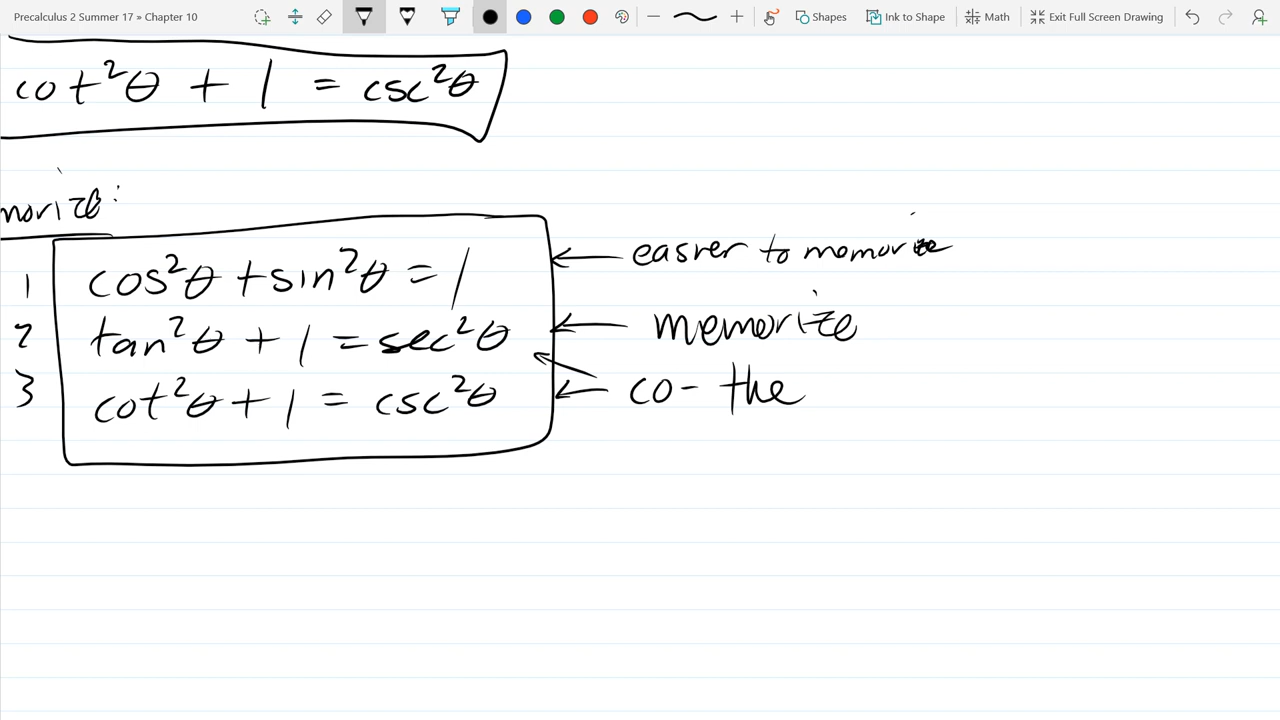 Precalculus 2 Summer 17 » Chapter 10
Shapes
Ink to Shape
Math
Exit Full Screen Drawing
cot²θ + 1 = csc²θ
morize:
1 cos²θ + sin²θ = 1 ← easier to memorize
2 tan²θ + 1 = sec²θ ← memorize
3 cot²θ + 1 = csc²θ ← co- the